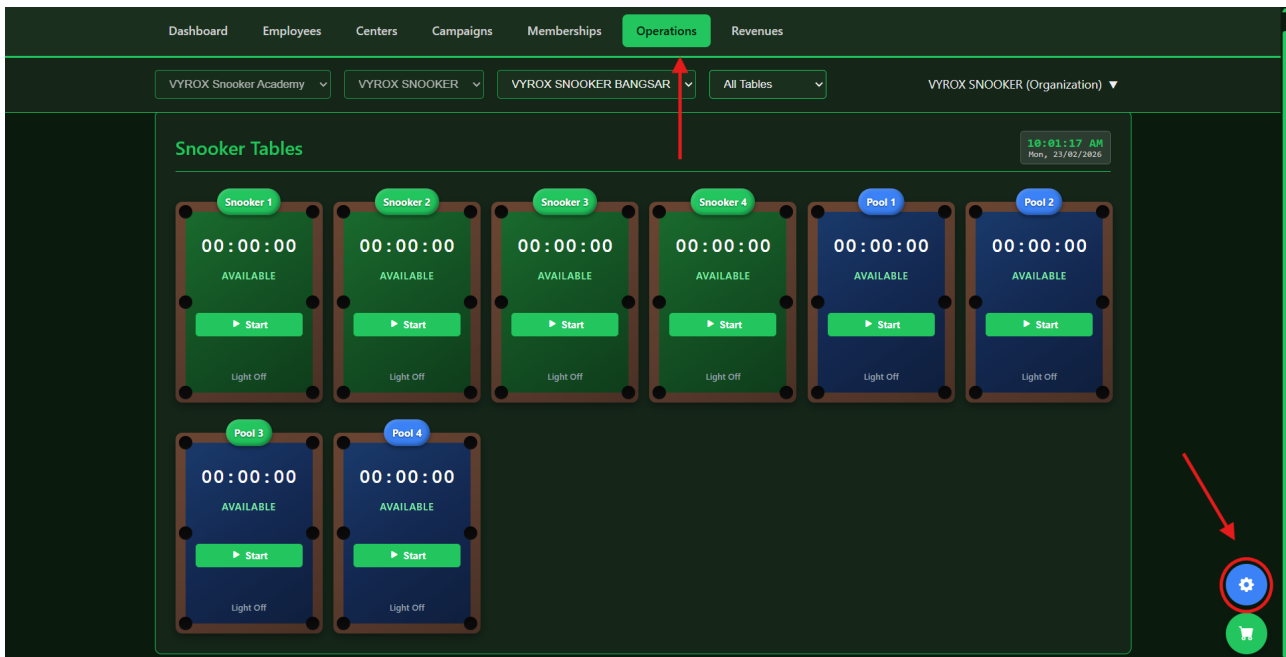 Dashboard Employees Centers Campaigns Memberships Operations Revenues
VYROX Snooker Academy VYROX SNOOKER VYROX SNOOKER BANGSAR All Tables VYROX SNOOKER (Organization) ▼
Snooker Tables
10:01:17 AM
Mon, 23/02/2026
Snooker 1 Snooker 2 Snooker 3 Snooker 4 Pool 1 Pool 2
00:00:00 00:00:00 00:00:00 00:00:00 00:00:00 00:00:00
AVAILABLE AVAILABLE AVAILABLE AVAILABLE AVAILABLE AVAILABLE
Start Start Start Start Start Start
Light Off Light Off Light Off Light Off Light Off Light Off
Pool 3 Pool 4
00:00:00 00:00:00
AVAILABLE AVAILABLE
Start Start
Light Off Light Off